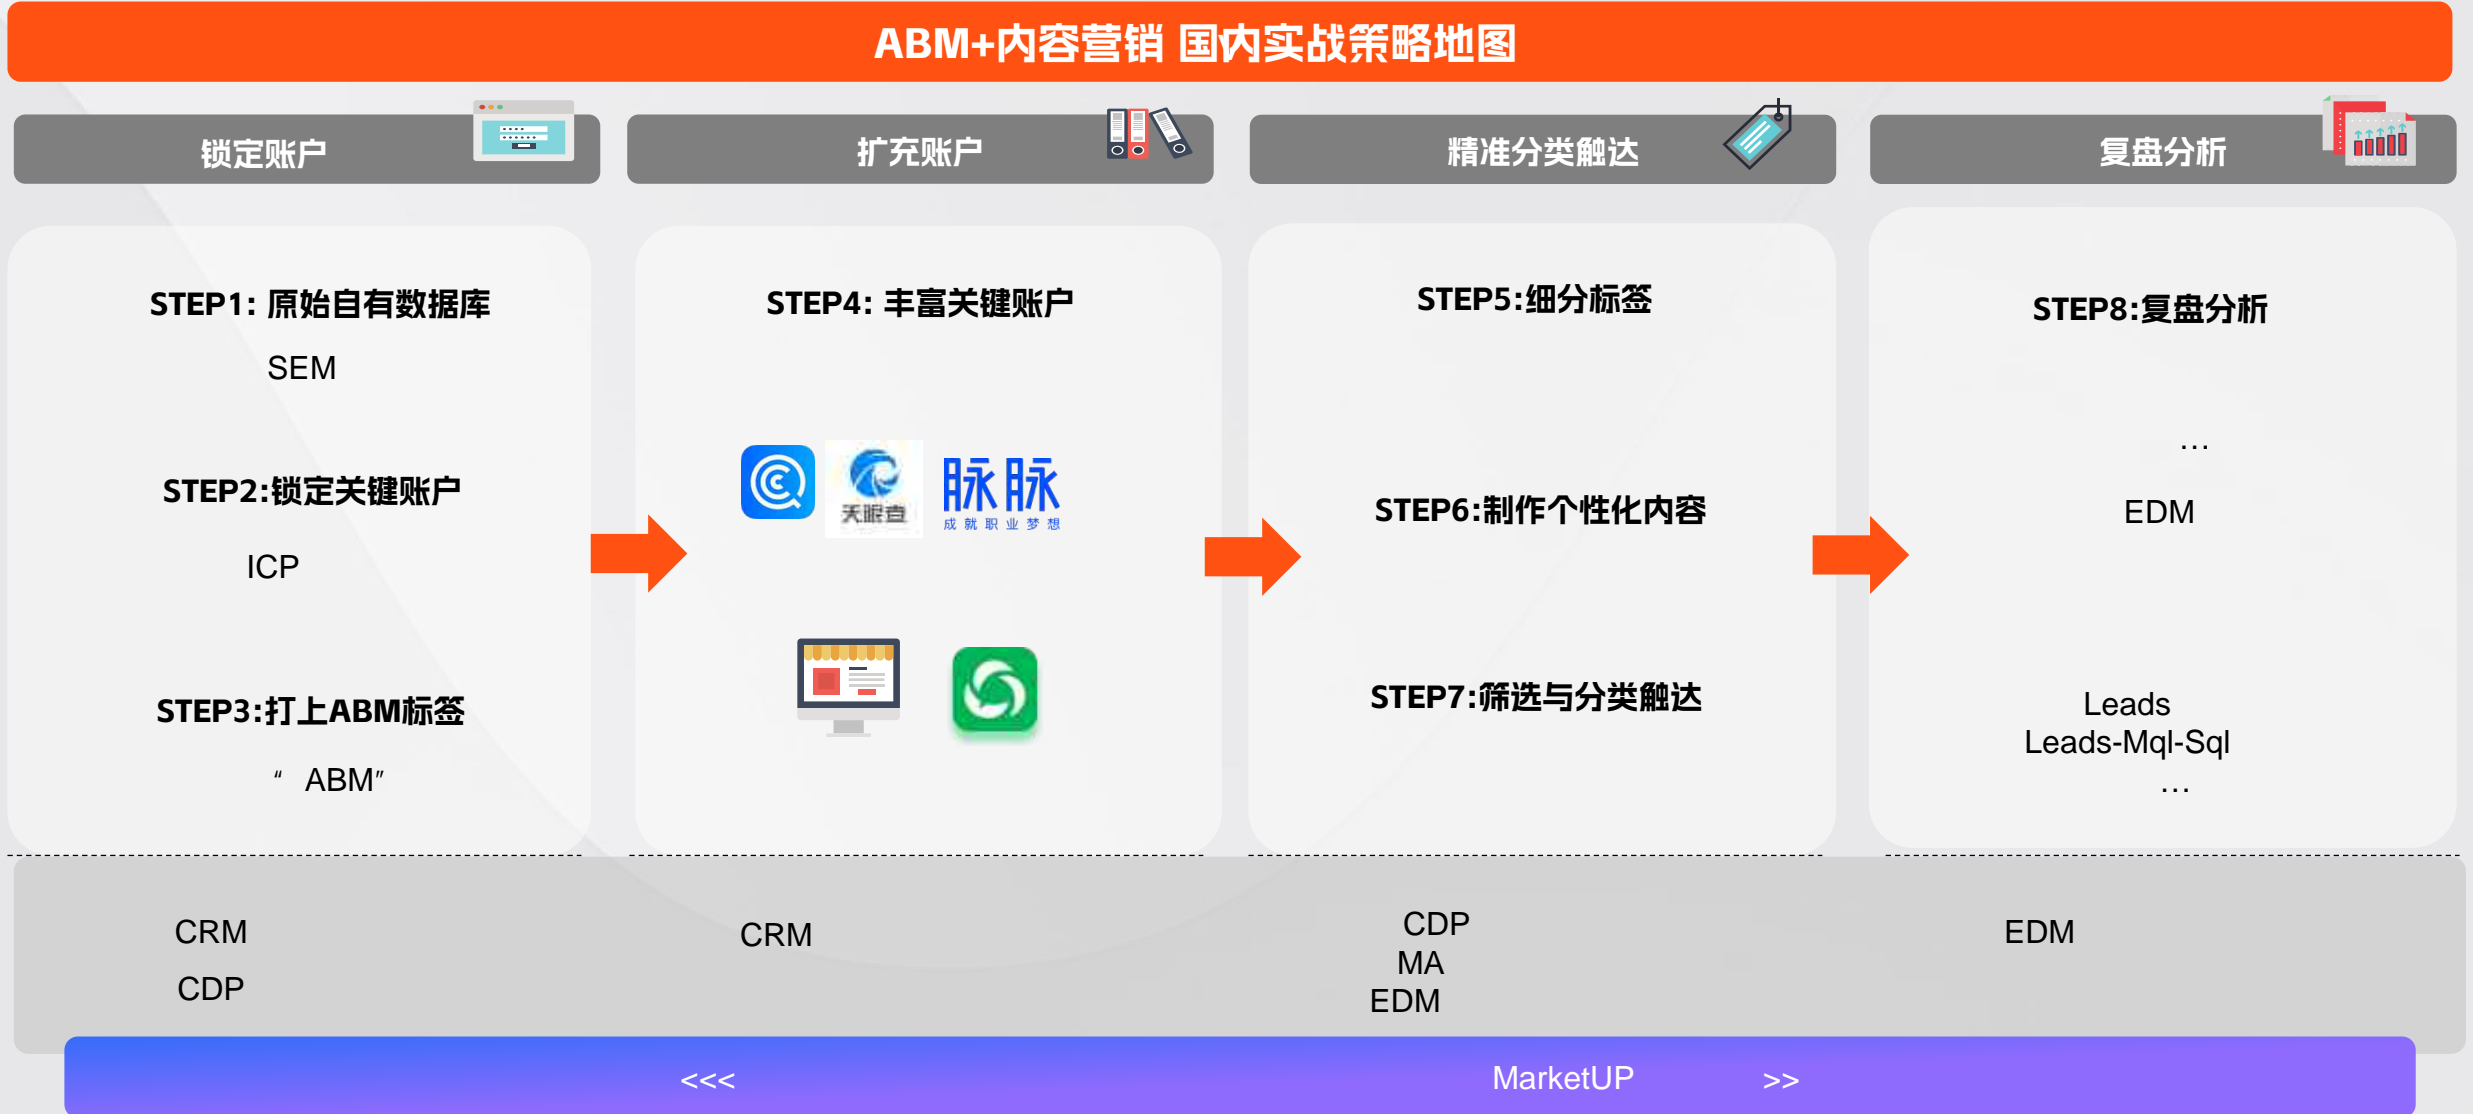 ABM+内容营销 国内实战策略地图
锁定账户
扩充账户
精准分类触达
复盘分析
STEP1: 原始自有数据库
SEM
STEP2:锁定关键账户
ICP
STEP3:打上ABM标签
“ ABM”
STEP4: 丰富关键账户
天眼查
脉脉
成就职业梦想
STEP5:细分标签
STEP6:制作个性化内容
STEP7:筛选与分类触达
STEP8:复盘分析
…
EDM
Leads
Leads-Mql-Sql
…
CRM
CDP
CRM
CDP
MA
EDM
EDM
<<< MarketUP >>